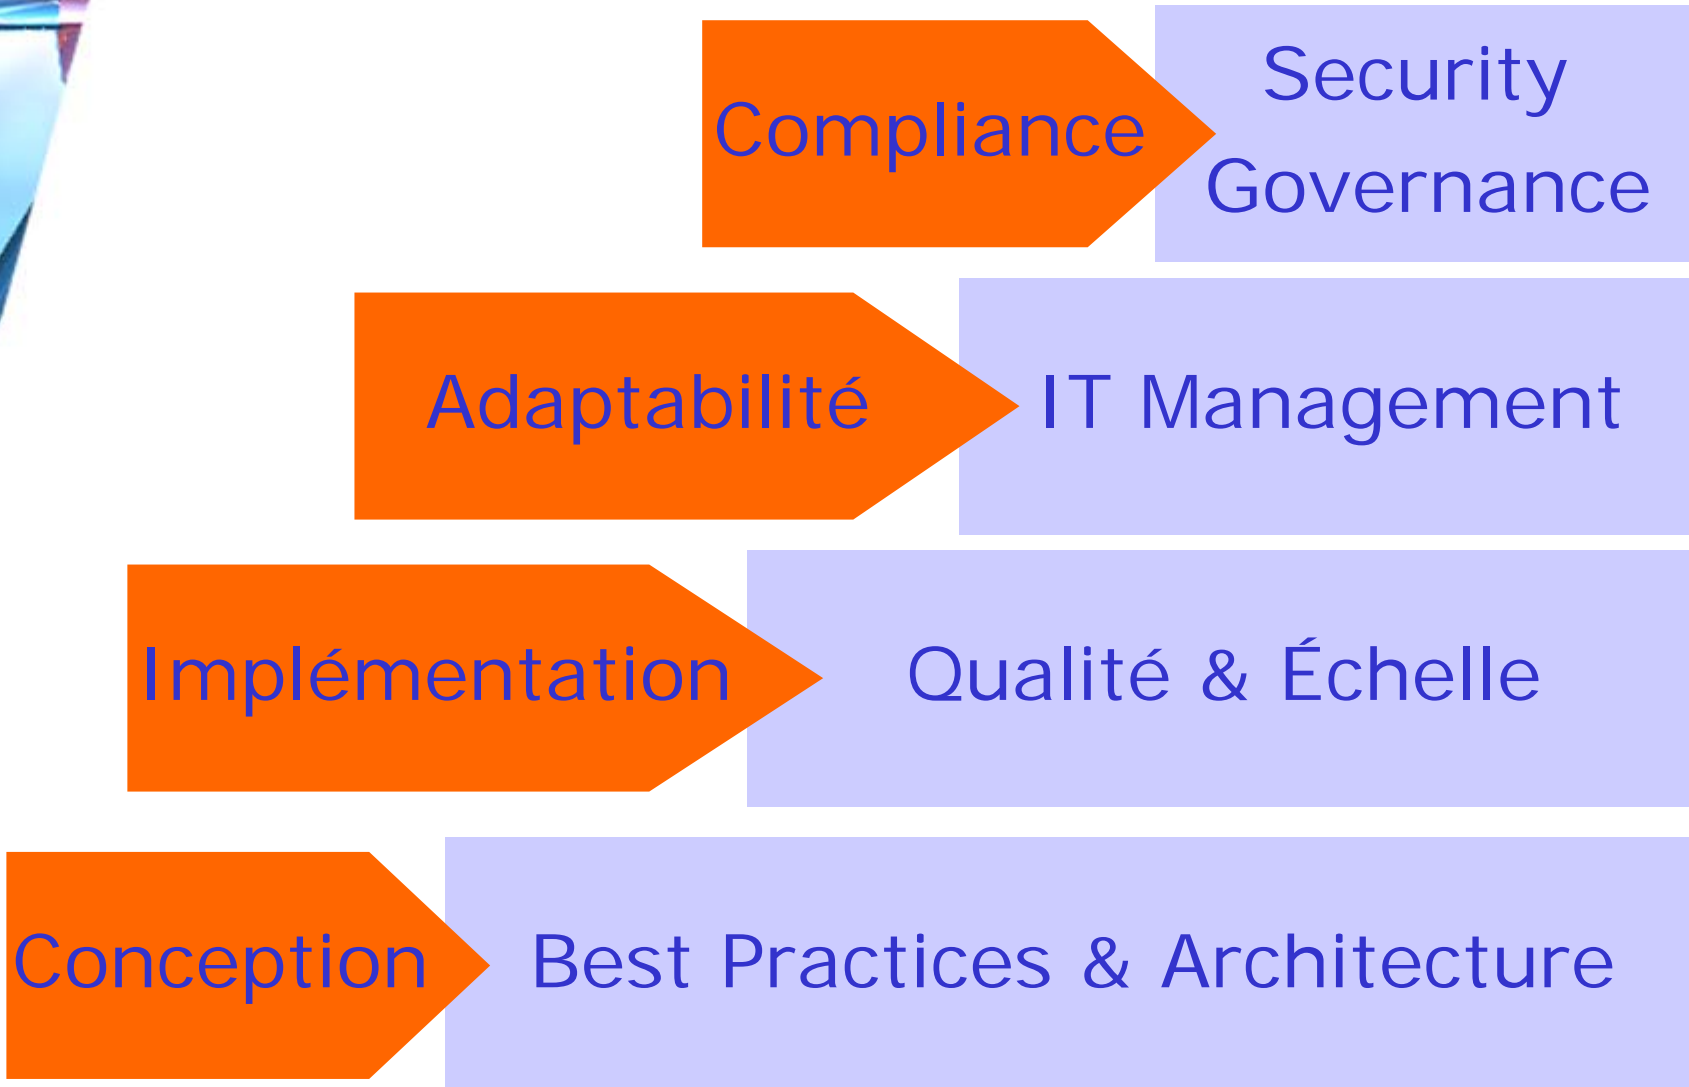 Compliance
Security
Governance
Adaptabilité
IT Management
Implémentation
Qualité & Échelle
Conception
Best Practices & Architecture